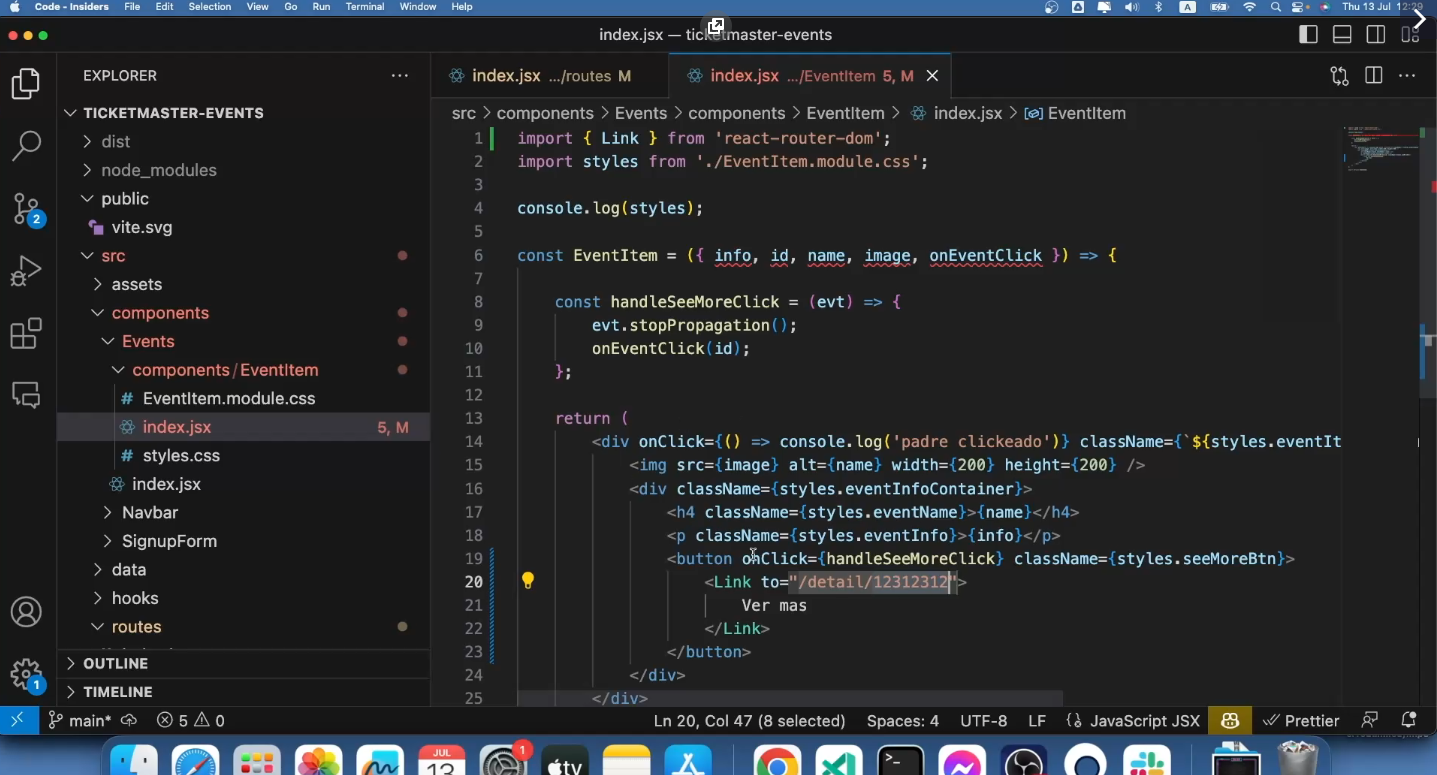 Code - Insiders File Edit Selection View Go Run Terminal Window Help A Thu 13 Jul 12:29
index.jsx — ticketmaster-events
EXPLORER
index.jsx .../routes M
index.jsx .../EventItem 5, M
TICKETMASTER-EVENTS
src > components > Events > components > EventItem > index.jsx > EventItem
dist
node_modules
public
vite.svg
src
assets
components
Events
components/EventItem
EventItem.module.css
index.jsx 5, M
styles.css
index.jsx
Navbar
SignupForm
data
hooks
routes
OUTLINE
TIMELINE
2
1
1 import { Link } from 'react-router-dom';
2 import styles from './EventItem.module.css';
3
4 console.log(styles);
5
6 const EventItem = ({ info, id, name, image, onEventClick }) => {
7
8 const handleSeeMoreClick = (evt) => {
9 evt.stopPropagation();
10 onEventClick(id);
11 };
12
13 return (
14 <div onClick={() => console.log('padre clickeado')} className={`${styles.eventIt
15 <img src={image} alt={name} width={200} height={200} />
16 <div className={styles.eventInfoContainer}>
17 <h4 className={styles.eventName}>{name}</h4>
18 <p className={styles.eventInfo}>{info}</p>
19 <button onClick={handleSeeMoreClick} className={styles.seeMoreBtn}>
20 <Link to="/detail/12312312">
21 Ver mas
22 </Link>
23 </button>
24 </div>
25 </div>
main* 5 0 Ln 20, Col 47 (8 selected) Spaces: 4 UTF-8 LF JavaScript JSX Prettier
JUL
13
1
tv